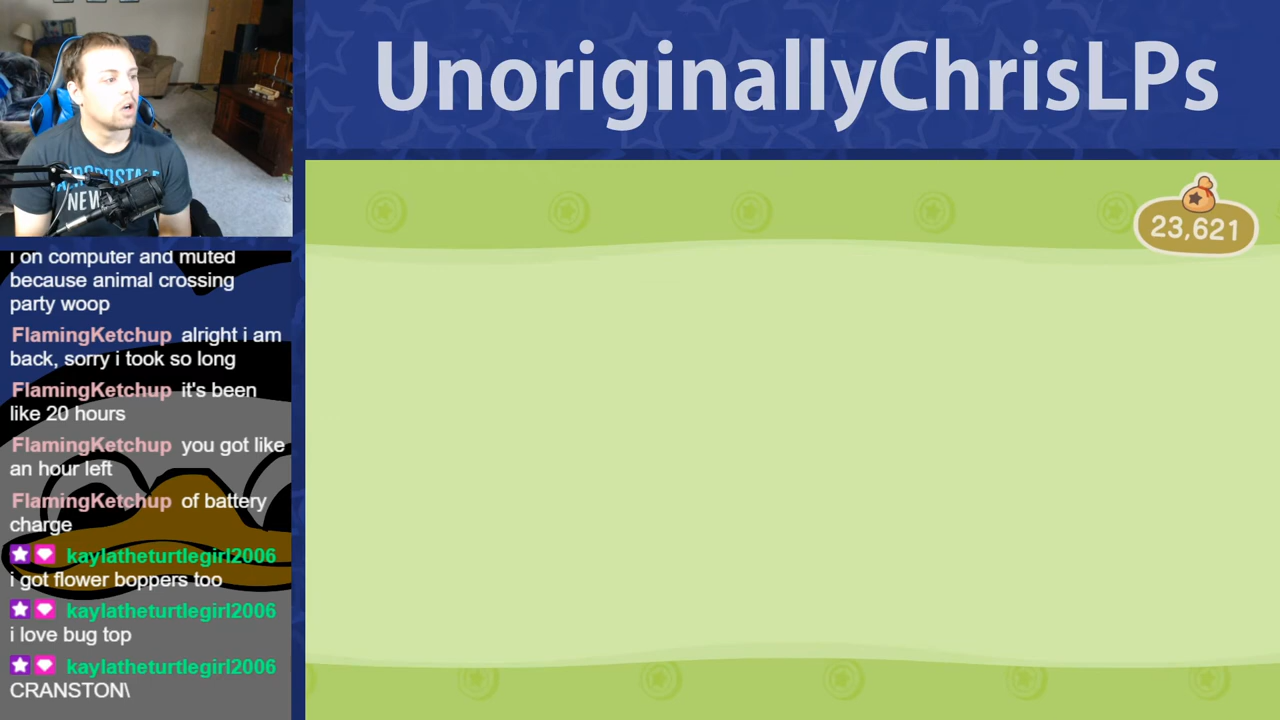 UnoriginallyChrisLPs
23,621
AEROPOSTALE
NEW
i on computer and muted
because animal crossing
party woop
FlamingKetchup alright i am
back, sorry i took so long
FlamingKetchup it's been
like 20 hours
FlamingKetchup you got like
an hour left
FlamingKetchup of battery
charge
kaylatheturtlegirl2006
i got flower boppers too
kaylatheturtlegirl2006
i love bug top
kaylatheturtlegirl2006
CRANSTON\